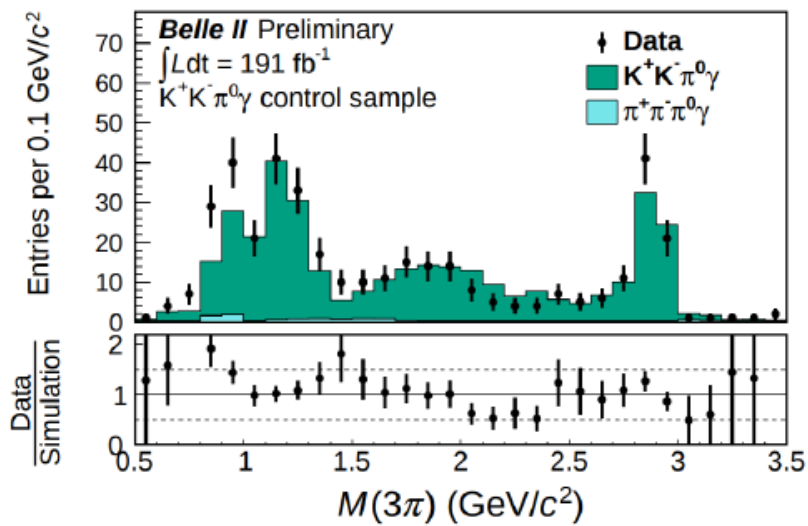 Belle II Preliminary
∫Ldt = 191 fb⁻¹
K⁺K⁻π⁰γ control sample
Data
K⁺K⁻π⁰γ
π⁺π⁻π⁰γ
Entries per 0.1 GeV/c²
70
60
50
40
30
20
10
0
Data
Simulation
2
1
0
0.5 1 1.5 2 2.5 3 3.5
M(3π) (GeV/c²)